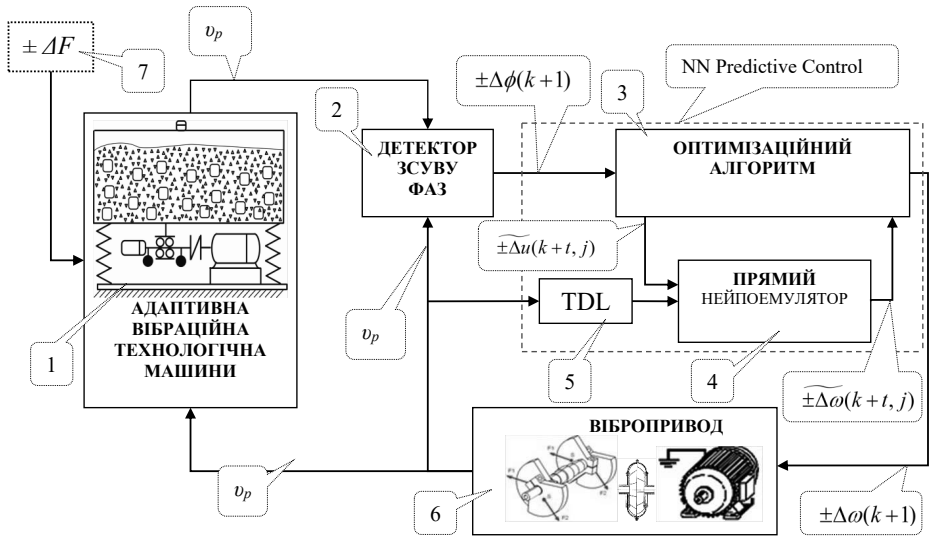 ± ΔF
7
υp
±Δϕ(k+1)
NN Predictive Control
2
3
ДЕТЕКТОР
ЗСУВУ
ФАЗ
ОПТИМІЗАЦІЙНИЙ
АЛГОРИТМ
±Δu(k+t, j)
ПРЯМИЙ
НЕЙПОЕМУЛЯТОР
TDL
υp
АДАПТИВНА
ВІБРАЦІЙНА
ТЕХНОЛОГІЧНА
МАШИНИ
1
5
4
±Δω(k+t, j)
ВІБРОПРИВОД
υp
6
±Δω(k+1)